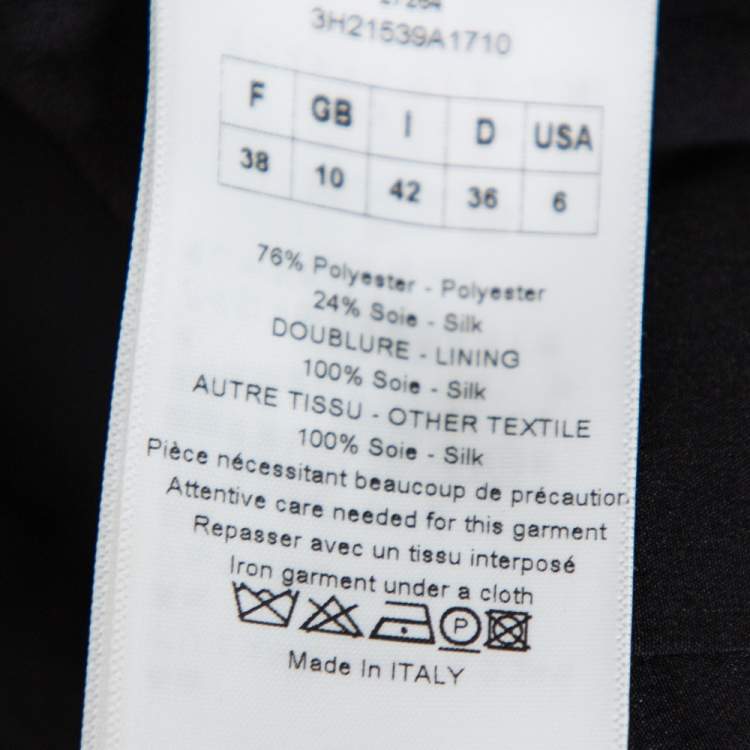 3H21539A1710
F GB I D USA
38 10 42 36 6
76% Polyester - Polyester
24% Soie - Silk
DOUBLURE - LINING
100% Soie - Silk
AUTRE TISSU - OTHER TEXTILE
100% Soie - Silk
Pièce nécessitant beaucoup de précaution
Attentive care needed for this garment
Repasser avec un tissu interposé
Iron garment under a cloth
P
Made In ITALY